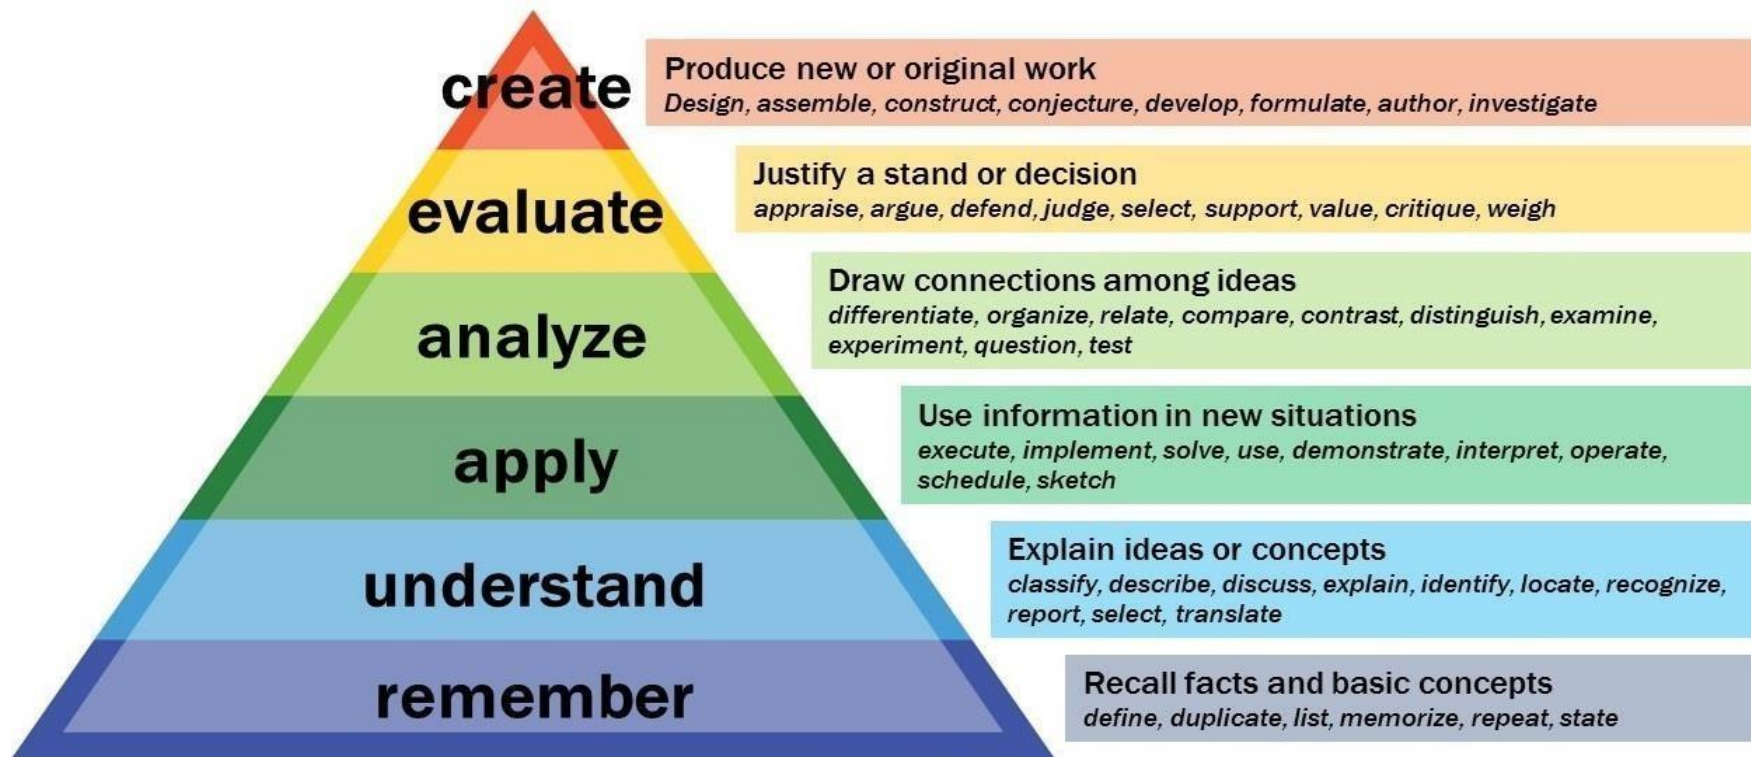 create
Produce new or original work
Design, assemble, construct, conjecture, develop, formulate, author, investigate
evaluate
Justify a stand or decision
appraise, argue, defend, judge, select, support, value, critique, weigh
analyze
Draw connections among ideas
differentiate, organize, relate, compare, contrast, distinguish, examine,
experiment, question, test
apply
Use information in new situations
execute, implement, solve, use, demonstrate, interpret, operate,
schedule, sketch
understand
Explain ideas or concepts
classify, describe, discuss, explain, identify, locate, recognize,
report, select, translate
remember
Recall facts and basic concepts
define, duplicate, list, memorize, repeat, state